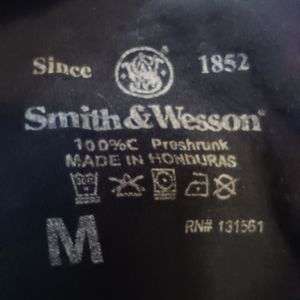 Since 1852
Smith & Wesson®
100%C Preshrunk
MADE IN HONDURAS
M
RN# 131561